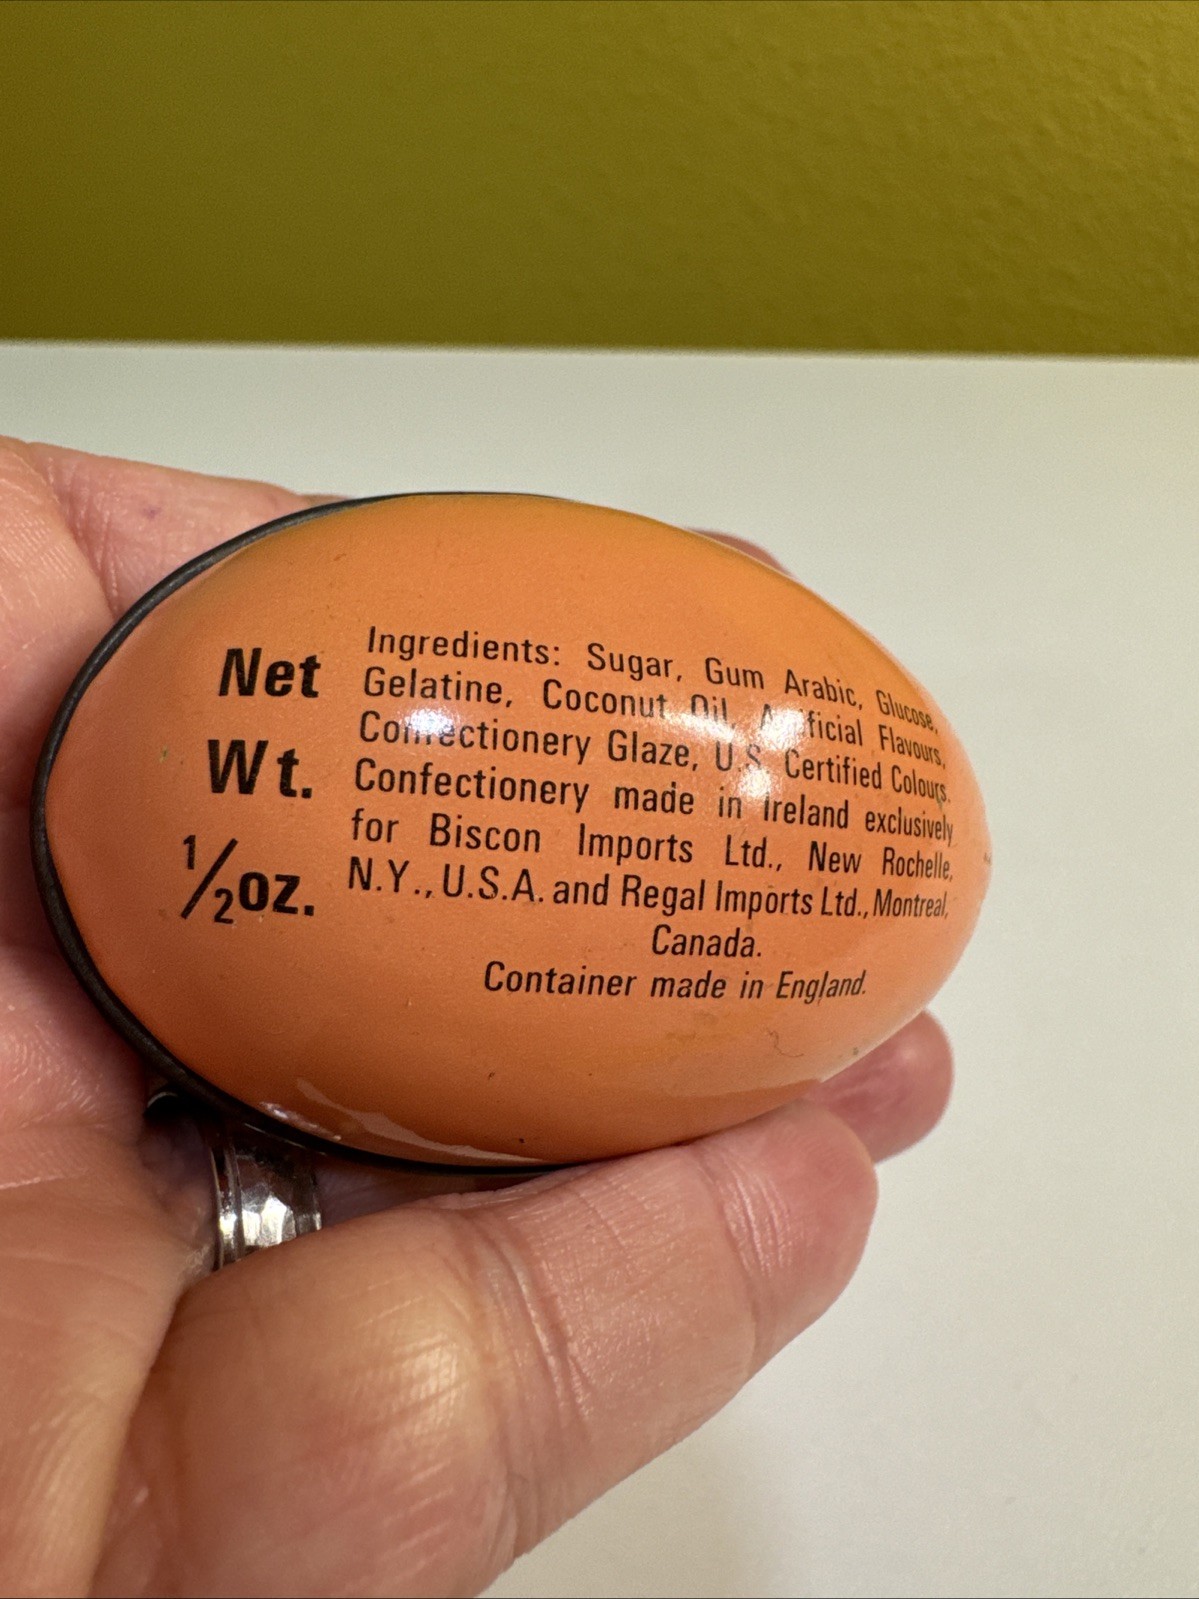 Net
Wt.
1/2oz.
Ingredients: Sugar, Gum Arabic, Glucose,
Gelatine, Coconut Oil, Artificial Flavours,
Confectionery Glaze, U.S. Certified Colours.
Confectionery made in Ireland exclusively
for Biscon Imports Ltd., New Rochelle,
N.Y., U.S.A. and Regal Imports Ltd., Montreal,
Canada.
Container made in England.